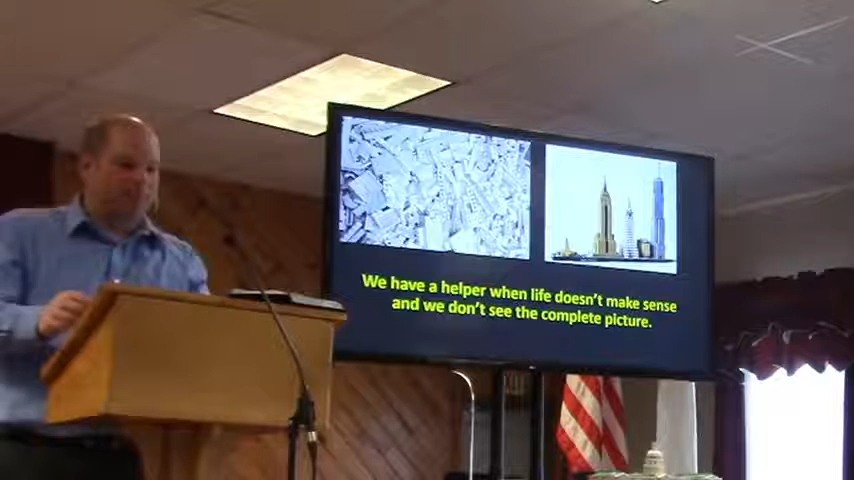 We have a helper when life doesn't make sense
and we don't see the complete picture.